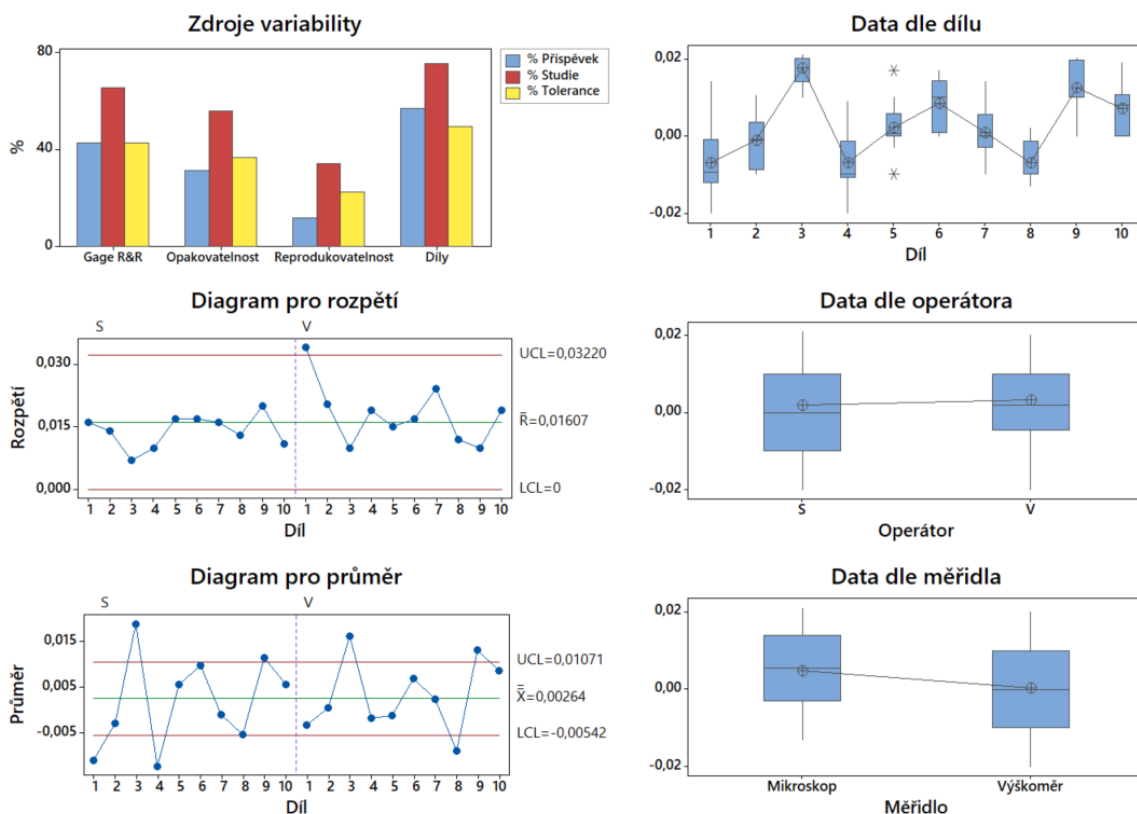 Zdroje variability
80
40
0
%
% Příspěvek
% Studie
% Tolerance
Gage R&R Opakovatelnost Reprodukovatelnost Díly
Data dle dílu
0,02
0,00
-0,02
1 2 3 4 5 6 7 8 9 10
Díl
Diagram pro rozpětí
S V
0,030
0,015
0,000
Rozpětí
UCL=0,03220
R̄=0,01607
LCL=0
1 2 3 4 5 6 7 8 9 10 1 2 3 4 5 6 7 8 9 10
Díl
Data dle operátora
0,02
0,00
-0,02
S V
Operátor
Diagram pro průměr
S V
0,015
0,005
-0,005
Průměr
UCL=0,01071
X̿=0,00264
LCL=-0,00542
1 2 3 4 5 6 7 8 9 10 1 2 3 4 5 6 7 8 9 10
Díl
Data dle měřidla
0,02
0,00
-0,02
Mikroskop Výškoměr
Měřidlo